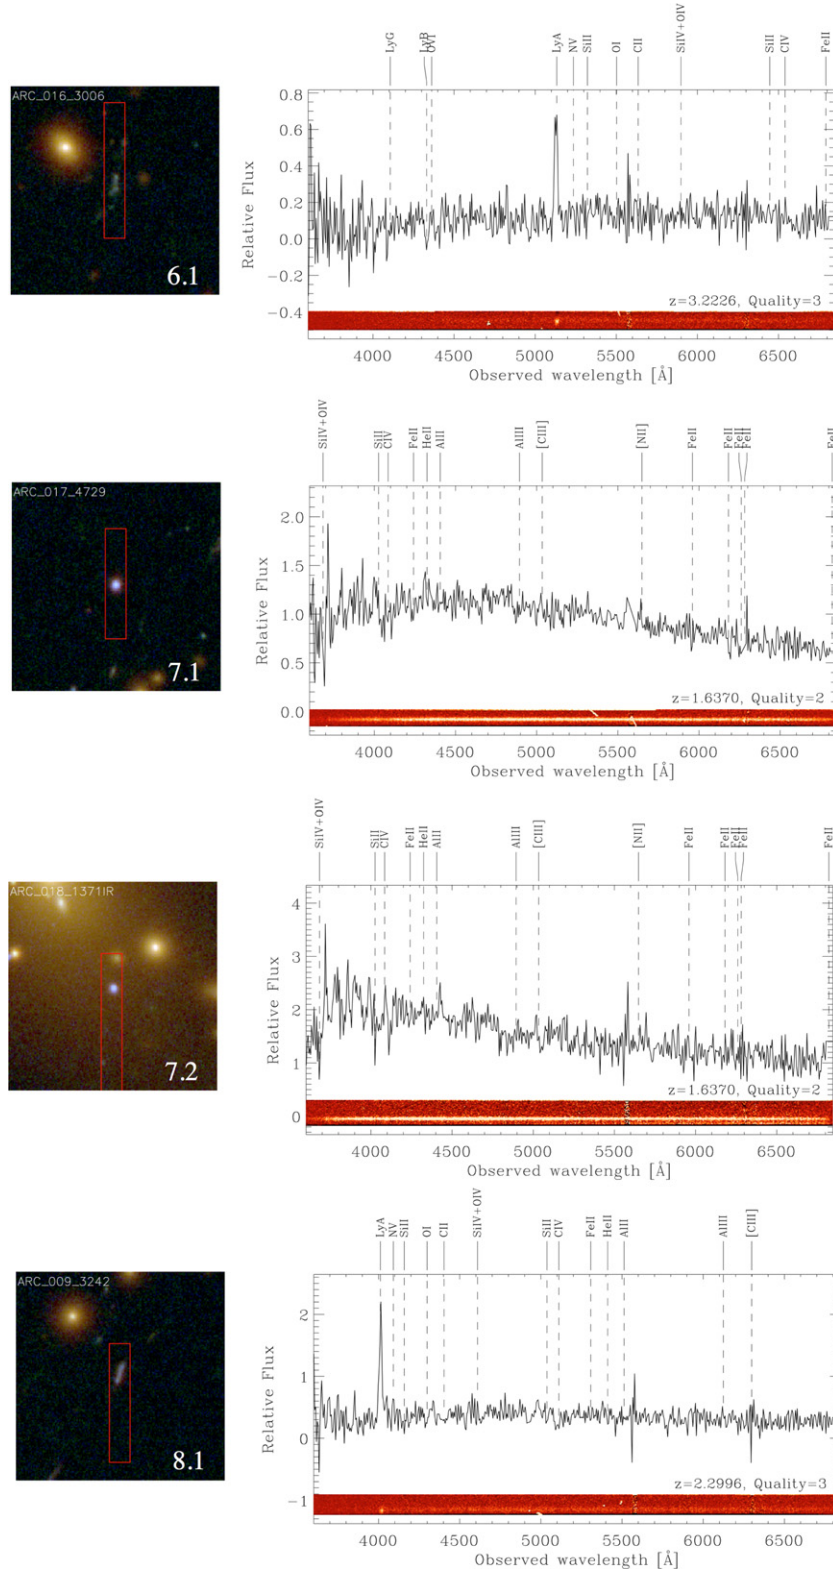 LyG LyB OVI LyA NV SiII OI CII SiIV+OIV SiII CIV FeII
ARC_016_3006
6.1
Relative Flux
0.8
0.6
0.4
0.2
0.0
−0.2
−0.4
z=3.2226, Quality=3
4000 4500 5000 5500 6000 6500
Observed wavelength [Å]
SiIV+OIV SiII CIV FeII HeII AlII AlIII [CIII] [NII] FeII FeII FeII FeII FeII
ARC_017_4729
7.1
Relative Flux
2.0
1.5
1.0
0.5
0.0
z=1.6370, Quality=2
4000 4500 5000 5500 6000 6500
Observed wavelength [Å]
SiIV+OIV SiII CIV FeII HeII AlII AlIII [CIII] [NII] FeII FeII FeII FeII FeII
ARC_018_1371IR
7.2
Relative Flux
4
3
2
1
0
z=1.6370, Quality=2
4000 4500 5000 5500 6000 6500
Observed wavelength [Å]
LyA NV SiII OI CII SiIV+OIV SiII CIV FeII HeII AlII AlIII [CIII]
ARC_009_3242
8.1
Relative Flux
2
1
0
−1
z=2.2996, Quality=3
4000 4500 5000 5500 6000 6500
Observed wavelength [Å]